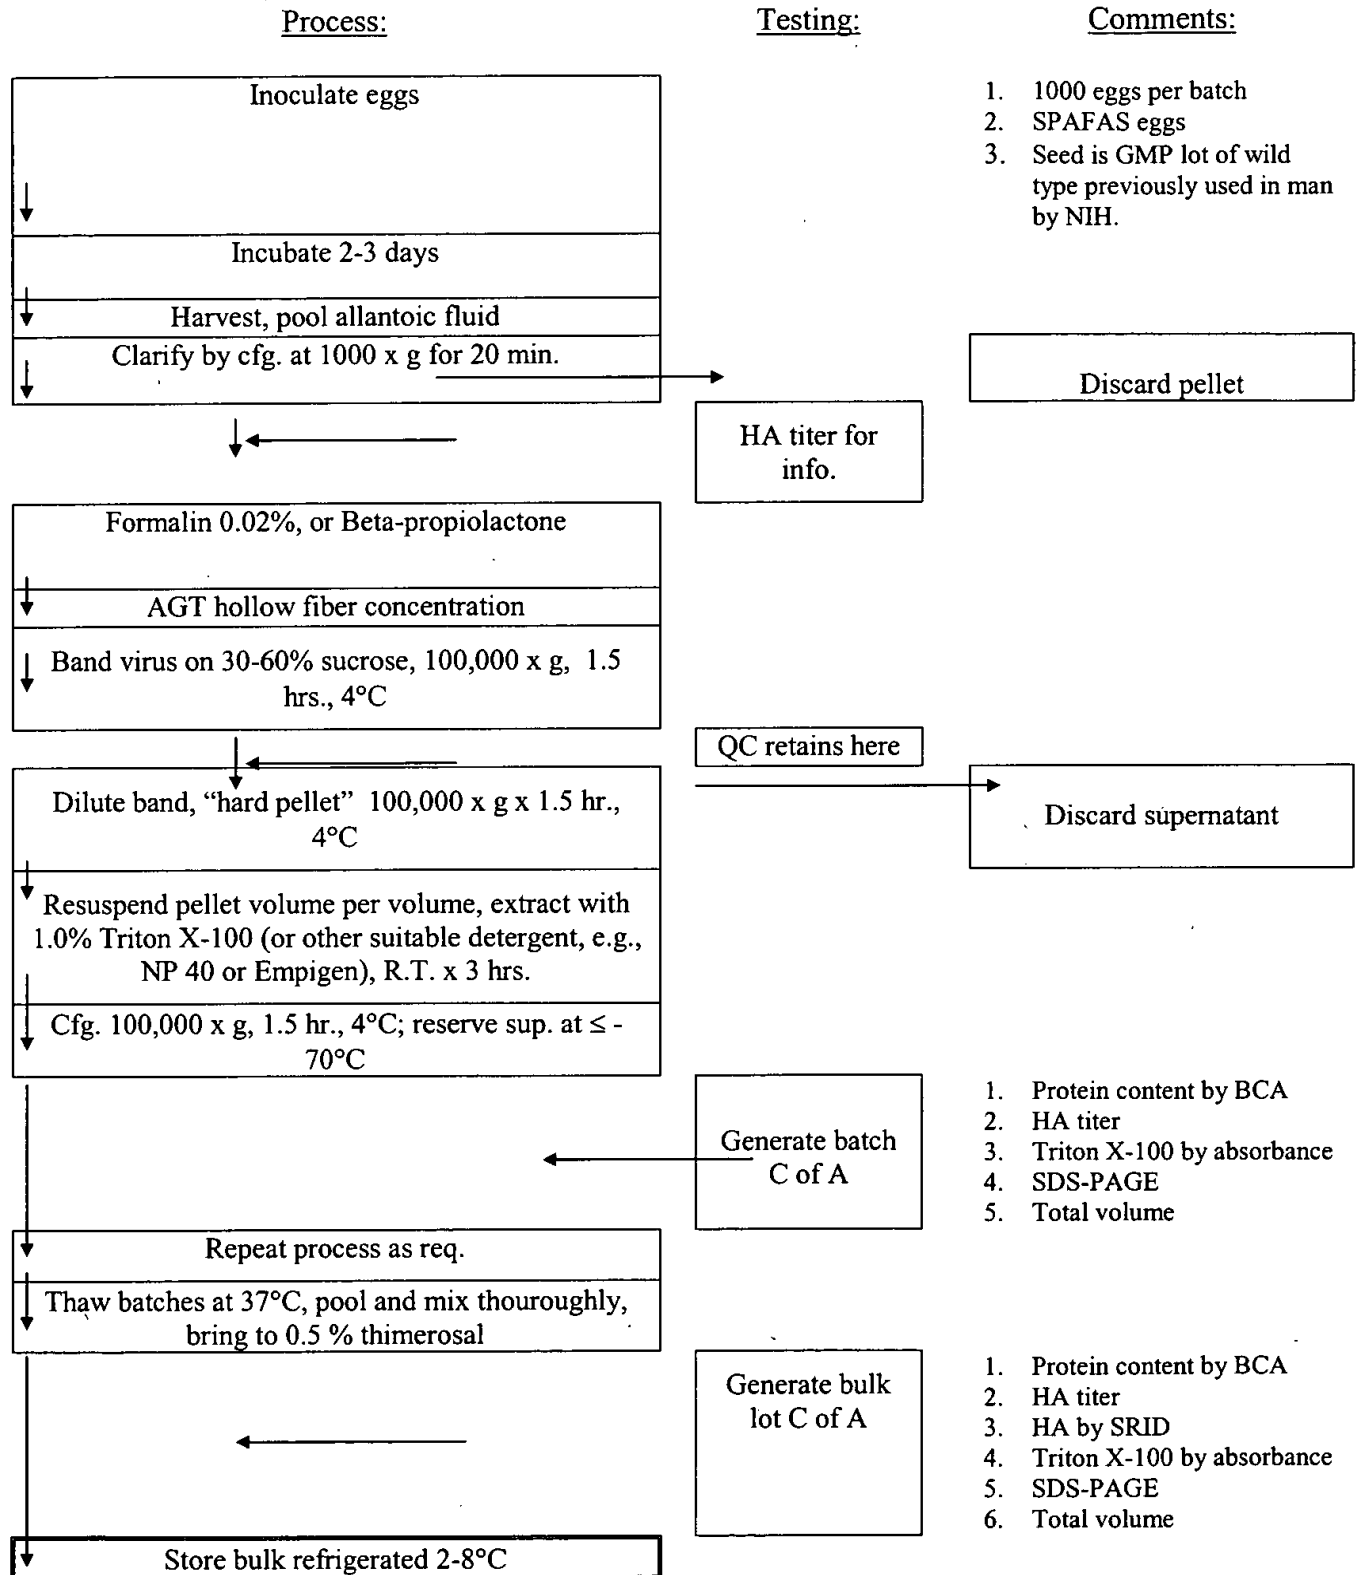 Process:
Testing:
Comments:
Inoculate eggs
1. 1000 eggs per batch
2. SPAFAS eggs
3. Seed is GMP lot of wild
type previously used in man
by NIH.
Incubate 2-3 days
Harvest, pool allantoic fluid
Clarify by cfg. at 1000 x g for 20 min.
Discard pellet
HA titer for
info.
Formalin 0.02%, or Beta-propiolactone
AGT hollow fiber concentration
Band virus on 30-60% sucrose, 100,000 x g, 1.5
hrs., 4°C
QC retains here
Dilute band, “hard pellet” 100,000 x g x 1.5 hr.,
4°C
Discard supernatant
Resuspend pellet volume per volume, extract with
1.0% Triton X-100 (or other suitable detergent, e.g.,
NP 40 or Empigen), R.T. x 3 hrs.
Cfg. 100,000 x g, 1.5 hr., 4°C; reserve sup. at ≤ -
70°C
Generate batch
C of A
1. Protein content by BCA
2. HA titer
3. Triton X-100 by absorbance
4. SDS-PAGE
5. Total volume
Repeat process as req.
Thaw batches at 37°C, pool and mix thouroughly,
bring to 0.5 % thimerosal
Generate bulk
lot C of A
1. Protein content by BCA
2. HA titer
3. HA by SRID
4. Triton X-100 by absorbance
5. SDS-PAGE
6. Total volume
Store bulk refrigerated 2-8°C